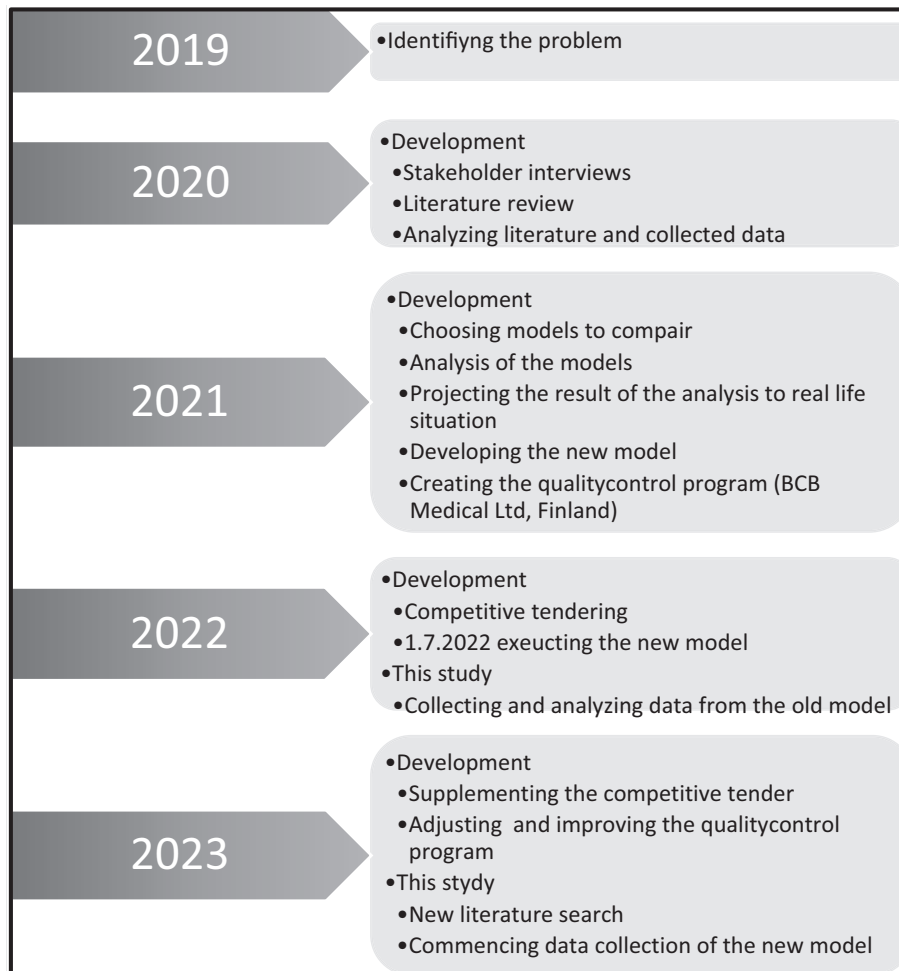 2019
•Identifiyng the problem
2020
•Development
•Stakeholder interviews
•Literature review
•Analyzing literature and collected data
2021
•Development
•Choosing models to compair
•Analysis of the models
•Projecting the result of the analysis to real life
situation
•Developing the new model
•Creating the qualitycontrol program (BCB
Medical Ltd, Finland)
2022
•Development
•Competitive tendering
•1.7.2022 exeucting the new model
•This study
•Collecting and analyzing data from the old model
2023
•Development
•Supplementing the competitive tender
•Adjusting and improving the qualitycontrol
program
•This stydy
•New literature search
•Commencing data collection of the new model